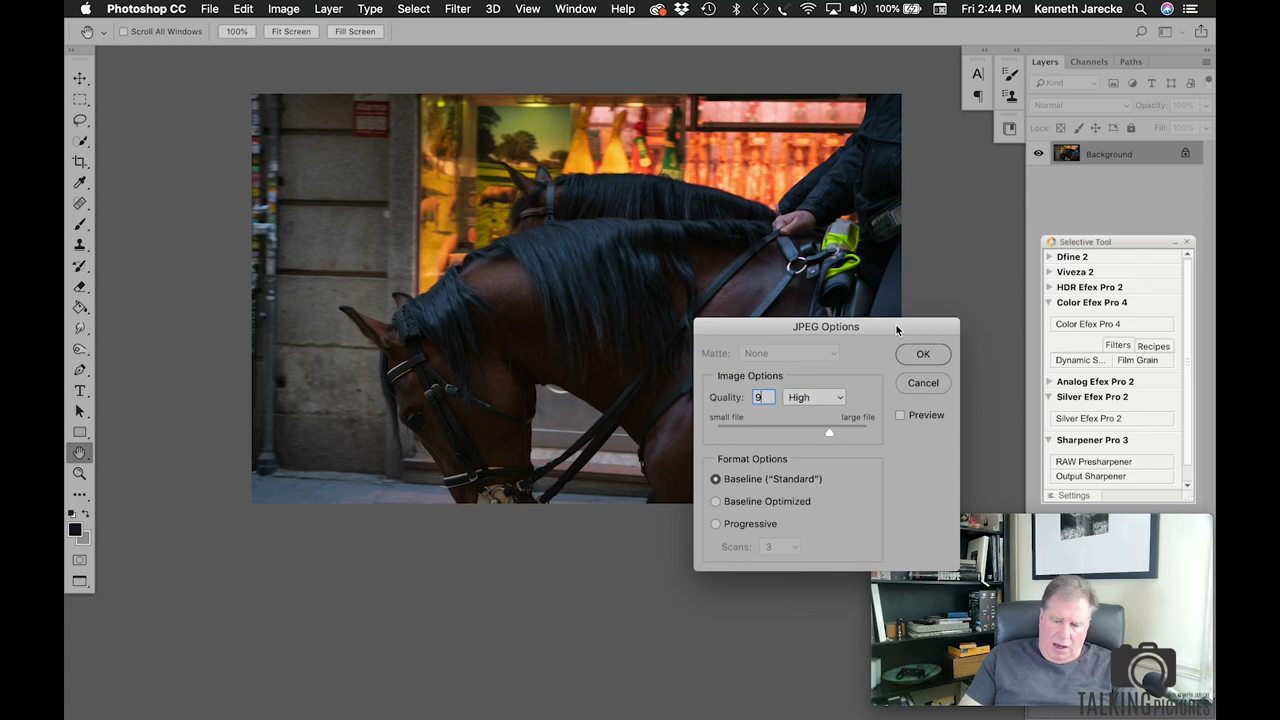 Photoshop CC File Edit Image Layer Type Select Filter 3D View Window Help 100% Fri 2:44 PM Kenneth Jarecke
Scroll All Windows 100% Fit Screen Fill Screen
Layers Channels Paths
Kind
Normal Opacity: 100%
Lock: Fill: 100%
Background
Selective Tool
Dfine 2
Viveza 2
HDR Efex Pro 2
Color Efex Pro 4
Color Efex Pro 4
Filters Recipes
Dynamic S... Film Grain
Analog Efex Pro 2
Silver Efex Pro 2
Silver Efex Pro 2
Sharpener Pro 3
RAW Presharpener
Output Sharpener
Settings
JPEG Options
Matte: None
OK
Image Options
Cancel
Quality: 9 High
Preview
small file large file
Format Options
Baseline (“Standard”)
Baseline Optimized
Progressive
Scans: 3
TALKING PICTURES